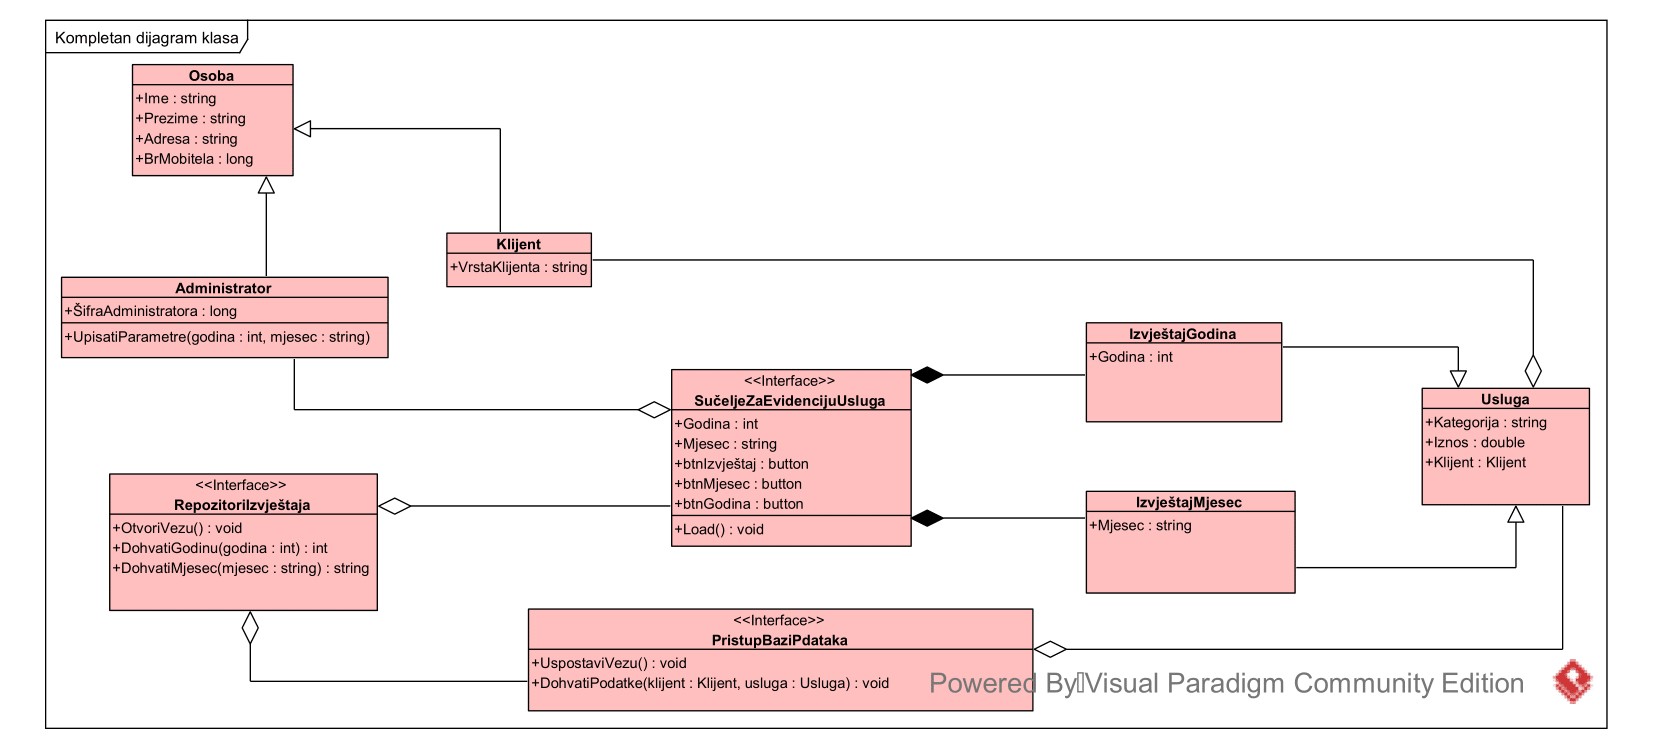 Kompletan dijagram klasa
Osoba
+Ime : string
+Prezime : string
+Adresa : string
+BrMobitela : long
Klijent
+VrstaKlijenta : string
Administrator
+ŠifraAdministratora : long
+UpisatiParametre(godina : int, mjesec : string)
IzvještajGodina
+Godina : int
<<Interface>>
SučeljeZaEvidencijuUsluga
+Godina : int
+Mjesec : string
+btnIzvještaj : button
+btnMjesec : button
+btnGodina : button
+Load() : void
Usluga
+Kategorija : string
+Iznos : double
+Klijent : Klijent
<<Interface>>
RepozitoriIzvještaja
+OtvoriVezu() : void
+DohvatiGodinu(godina : int) : int
+DohvatiMjesec(mjesec : string) : string
IzvještajMjesec
+Mjesec : string
<<Interface>>
PristupBaziPdataka
+UspostaviVezu() : void
+DohvatiPodatke(klijent : Klijent, usluga : Usluga) : void
Powered By Visual Paradigm Community Edition